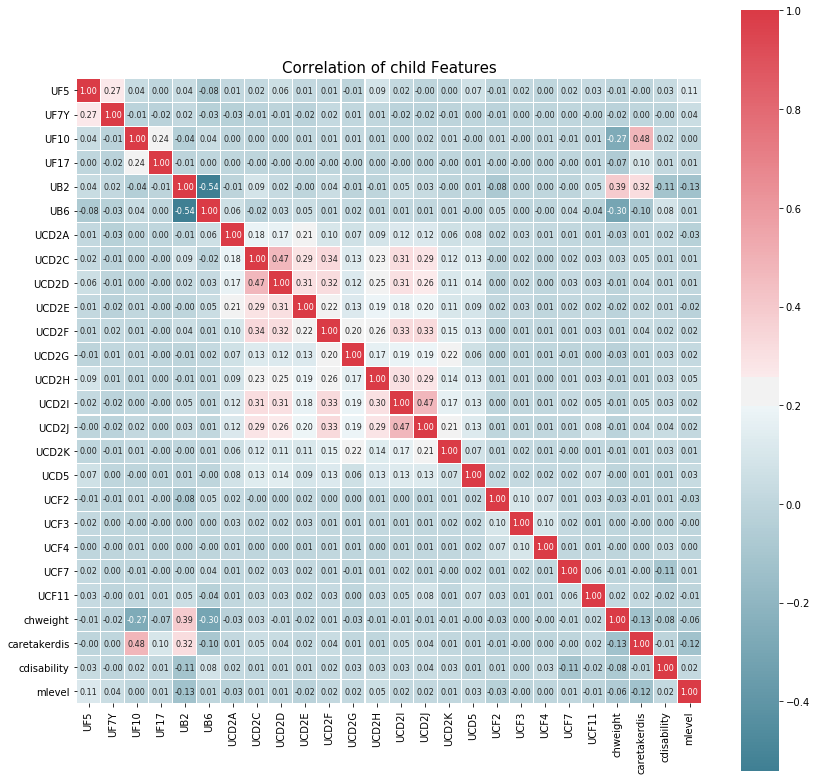 Correlation of child Features
UF5 1.00 0.27 0.04 0.00 0.04 -0.08 0.01 0.02 0.06 0.01 0.01 -0.01 0.09 0.02 -0.00 0.00 0.07 -0.01 0.02 0.00 0.02 0.03 -0.01 -0.00 0.03 0.11
UF7Y 0.27 1.00 -0.01 -0.02 0.02 -0.03 -0.03 -0.01 -0.01 -0.02 0.02 0.01 0.01 -0.02 -0.02 -0.01 0.00 -0.01 0.00 -0.00 0.00 -0.00 -0.02 0.00 -0.00 0.04
UF10 0.04 -0.01 1.00 0.24 -0.04 0.04 0.00 0.00 0.01 0.01 0.01 0.01 0.01 0.00 0.02 0.01 -0.00 0.01 -0.00 0.01 -0.01 0.01 -0.27 0.48 0.02 0.00
UF17 0.00 -0.02 0.24 1.00 -0.01 0.00 0.00 -0.00 -0.00 -0.00 -0.00 -0.00 0.00 -0.00 -0.00 -0.00 0.01 -0.00 -0.00 0.00 -0.00 0.01 -0.07 0.10 0.01 0.01
UB2 0.04 0.02 -0.04 -0.01 1.00 -0.54 -0.01 0.09 0.02 -0.00 0.04 -0.01 -0.01 0.05 0.03 -0.00 0.01 -0.08 0.00 0.00 -0.00 0.05 0.39 0.32 -0.11 -0.13
UB6 -0.08 -0.03 0.04 0.00 -0.54 1.00 0.06 -0.02 0.03 0.05 0.01 0.02 0.01 0.01 0.01 0.01 -0.00 0.05 -0.00 -0.00 0.04 -0.04 -0.30 -0.10 0.08 0.01
UCD2A 0.01 -0.03 0.00 0.00 -0.01 0.06 1.00 0.18 0.17 0.21 0.10 0.07 0.09 0.12 0.12 0.06 0.08 0.02 0.03 0.01 0.01 0.01 -0.03 0.01 0.02 -0.03
UCD2C 0.02 -0.01 0.00 -0.00 0.09 -0.02 0.18 1.00 0.47 0.29 0.34 0.13 0.23 0.31 0.29 0.12 0.13 -0.00 0.02 0.00 0.02 0.03 0.03 0.05 0.01 0.01
UCD2D 0.06 -0.01 0.01 -0.00 0.02 0.03 0.17 0.47 1.00 0.31 0.32 0.12 0.25 0.31 0.26 0.11 0.14 0.00 0.02 0.01 0.01 0.03 -0.01 0.04 0.01 0.02
UCD2E 0.01 -0.02 0.01 -0.00 -0.00 0.05 0.21 0.29 0.31 1.00 0.22 0.13 0.19 0.18 0.20 0.11 0.09 0.02 0.03 0.01 0.02 0.02 -0.02 0.02 0.01 -0.02
UCD2F 0.01 0.02 0.01 -0.00 0.04 0.01 0.10 0.34 0.32 0.22 1.00 0.20 0.26 0.33 0.33 0.15 0.13 0.00 0.01 0.01 0.01 0.03 0.01 0.04 0.02 0.02
UCD2G -0.01 0.01 0.01 -0.00 -0.01 0.02 0.07 0.13 0.12 0.13 0.20 1.00 0.17 0.19 0.19 0.22 0.06 0.00 0.01 0.01 -0.01 0.00 -0.03 0.01 0.03 0.02
UCD2H 0.09 0.01 0.01 0.00 -0.01 0.01 0.09 0.23 0.25 0.19 0.26 0.17 1.00 0.30 0.29 0.14 0.13 0.01 0.01 0.00 0.01 0.03 -0.01 0.01 0.03 0.05
UCD2I 0.02 -0.02 0.00 -0.00 0.05 0.01 0.12 0.31 0.31 0.18 0.33 0.19 0.30 1.00 0.47 0.17 0.13 0.00 0.01 0.01 0.02 0.05 -0.01 0.05 0.03 0.02
UCD2J -0.00 -0.02 0.02 0.00 0.03 0.01 0.12 0.29 0.26 0.20 0.33 0.19 0.29 0.47 1.00 0.21 0.13 0.01 0.01 0.01 0.01 0.08 -0.01 0.04 0.04 0.02
UCD2K 0.00 -0.01 0.01 -0.00 -0.00 0.01 0.06 0.12 0.11 0.11 0.15 0.22 0.14 0.17 0.21 1.00 0.07 0.01 0.02 0.01 -0.00 0.01 -0.01 0.01 0.03 0.01
UCD5 0.07 0.00 -0.00 0.01 0.01 -0.00 0.08 0.13 0.14 0.09 0.13 0.06 0.13 0.13 0.13 0.07 1.00 0.02 0.02 0.02 0.02 0.07 -0.00 0.01 0.01 0.03
UCF2 -0.01 -0.01 0.01 -0.00 -0.08 0.05 0.02 -0.00 0.00 0.02 0.00 0.00 0.01 0.00 0.01 0.01 0.02 1.00 0.10 0.07 0.01 0.03 -0.03 -0.01 0.01 -0.03
UCF3 0.02 0.00 -0.00 -0.00 0.00 -0.00 0.03 0.02 0.02 0.03 0.01 0.01 0.01 0.01 0.01 0.02 0.02 0.10 1.00 0.10 0.02 0.01 0.00 -0.00 0.00 -0.00
UCF4 0.00 -0.00 0.01 0.00 0.00 -0.00 0.01 0.00 0.01 0.01 0.01 0.01 0.00 0.01 0.01 0.01 0.02 0.07 0.10 1.00 0.01 0.01 -0.00 -0.00 0.03 0.00
UCF7 0.02 0.00 -0.01 -0.00 -0.00 0.04 0.01 0.02 0.01 0.02 0.01 -0.01 0.01 0.02 0.01 -0.00 0.02 0.01 0.02 0.01 1.00 0.06 -0.01 -0.00 -0.11 0.01
UCF11 0.03 -0.00 0.01 0.01 0.05 -0.04 0.01 0.03 0.03 0.02 0.03 0.00 0.03 0.05 0.08 0.01 0.07 0.03 0.01 0.01 0.06 1.00 0.02 0.02 -0.02 -0.01
chweight -0.01 -0.02 -0.27 -0.07 0.39 -0.30 -0.03 0.03 -0.01 -0.02 0.01 -0.03 -0.01 -0.01 -0.01 -0.01 -0.00 -0.03 0.00 -0.00 -0.01 0.02 1.00 -0.13 -0.08 -0.06
caretakerdis -0.00 0.00 0.48 0.10 0.32 -0.10 0.01 0.05 0.04 0.02 0.04 0.01 0.01 0.05 0.04 0.01 0.01 -0.01 -0.00 -0.00 -0.00 0.02 -0.13 1.00 -0.01 -0.12
cdisability 0.03 -0.00 0.02 0.01 -0.11 0.08 0.02 0.01 0.01 0.01 0.02 0.03 0.03 0.03 0.04 0.03 0.01 0.01 0.00 0.03 -0.11 -0.02 -0.08 -0.01 1.00 0.02
mlevel 0.11 0.04 0.00 0.01 -0.13 0.01 -0.03 0.01 0.02 -0.02 0.02 0.02 0.05 0.02 0.02 0.01 0.03 -0.03 -0.00 0.00 0.01 -0.01 -0.06 -0.12 0.02 1.00
UF5 UF7Y UF10 UF17 UB2 UB6 UCD2A UCD2C UCD2D UCD2E UCD2F UCD2G UCD2H UCD2I UCD2J UCD2K UCD5 UCF2 UCF3 UCF4 UCF7 UCF11 chweight caretakerdis cdisability mlevel
1.0
0.8
0.6
0.4
0.2
0.0
−0.2
−0.4